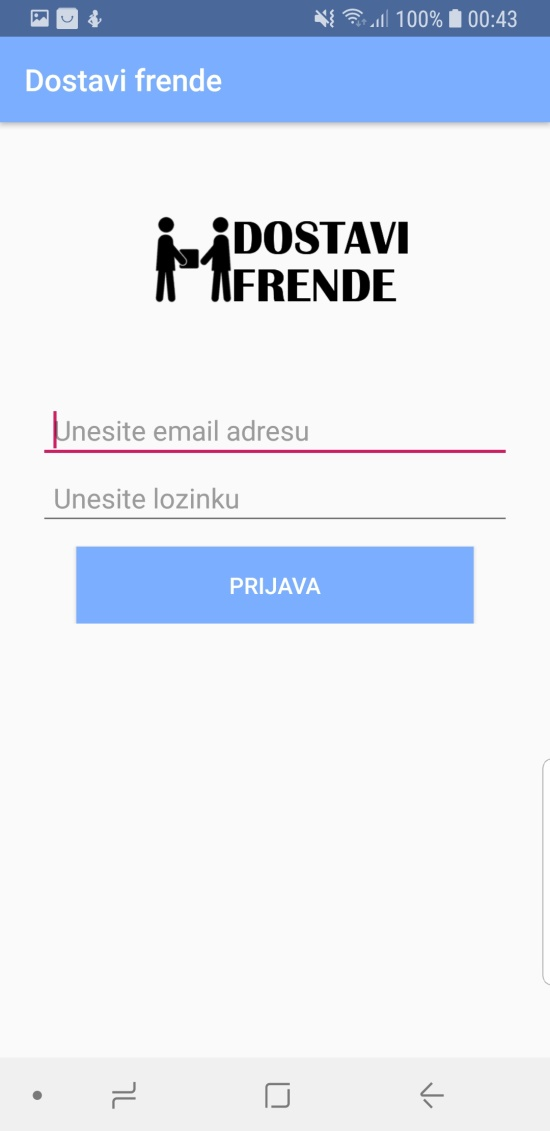 100% 00:43
Dostavi frende
DOSTAVI
FRENDE
Unesite email adresu
Unesite lozinku
PRIJAVA